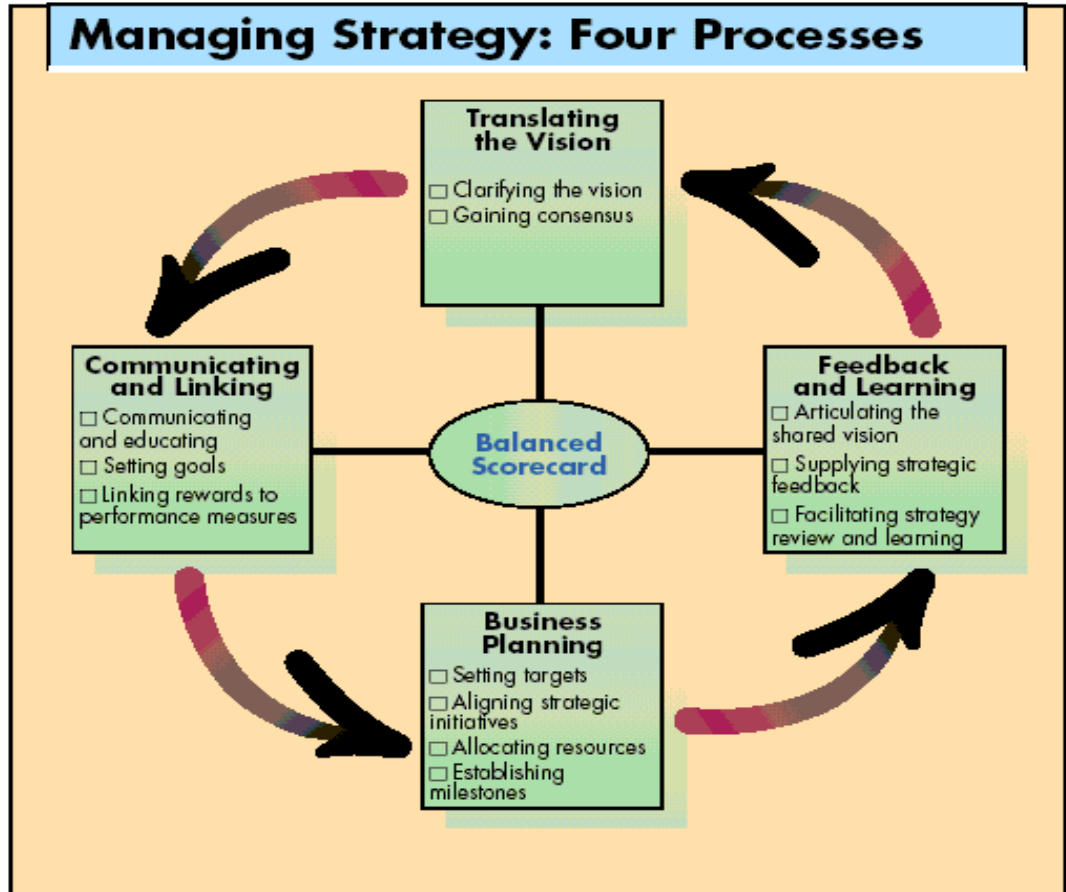 Managing Strategy: Four Processes
Translating
the Vision
□ Clarifying the vision
□ Gaining consensus
Communicating
and Linking
□ Communicating
and educating
□ Setting goals
□ Linking rewards to
performance measures
Balanced
Scorecard
Feedback
and Learning
□ Articulating the
shared vision
□ Supplying strategic
feedback
□ Facilitating strategy
review and learning
Business
Planning
□ Setting targets
□ Aligning strategic
initiatives
□ Allocating resources
□ Establishing
milestones